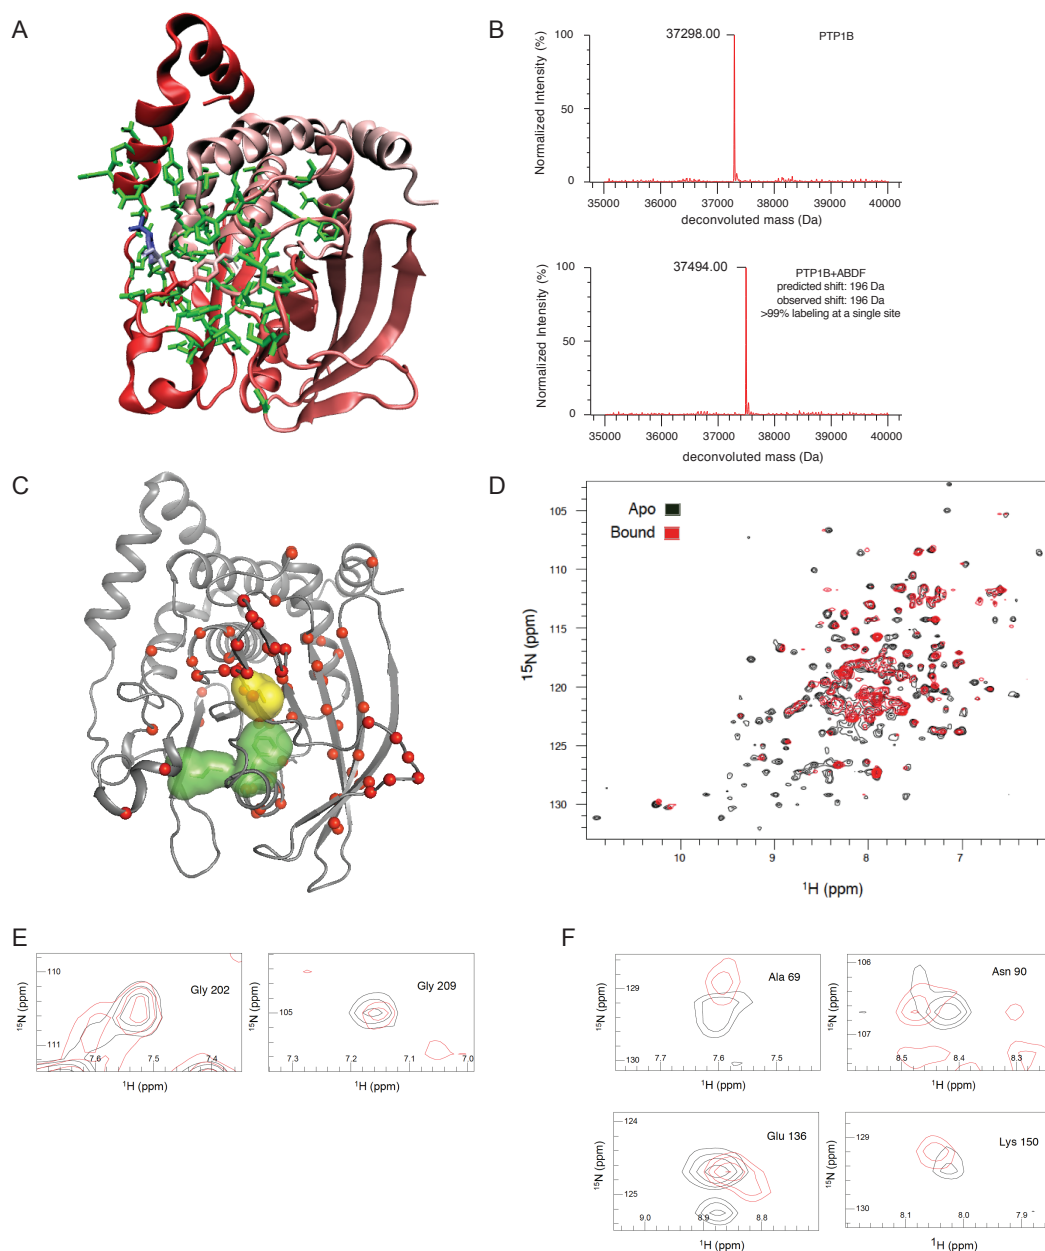 A
B
37298.00
PTP1B
Normalized Intensity (%)
100
50
0
35000 36000 37000 38000 39000 40000
deconvoluted mass (Da)
37494.00
PTP1B+ABDF
predicted shift: 196 Da
observed shift: 196 Da
>99% labeling at a single site
Normalized Intensity (%)
100
50
0
35000 36000 37000 38000 39000 40000
deconvoluted mass (Da)
C
D
Apo
Bound
15N (ppm)
105
110
115
120
125
130
10 9 8 7
1H (ppm)
E
Gly 202
15N (ppm)
110
111
7.6 7.5 7.4
1H (ppm)
Gly 209
15N (ppm)
105
7.3 7.2 7.1 7.0
1H (ppm)
F
Ala 69
15N (ppm)
129
130
7.7 7.6 7.5
1H (ppm)
Asn 90
15N (ppm)
106
107
8.5 8.4 8.3
1H (ppm)
Glu 136
15N (ppm)
124
125
9.0 8.9 8.8
1H (ppm)
Lys 150
15N (ppm)
129
130
8.1 8.0 7.9
1H (ppm)